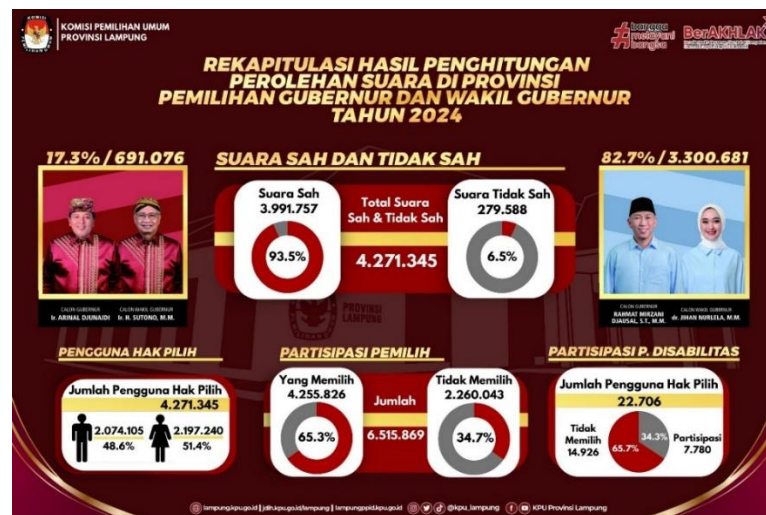 KOMISI PEMILIHAN UMUM
PROVINSI LAMPUNG
#bangga
melayani
bangsa
BerAKHLAK
REKAPITULASI HASIL PENGHITUNGAN
PEROLEHAN SUARA DI PROVINSI
PEMILIHAN GUBERNUR DAN WAKIL GUBERNUR
TAHUN 2024
17.3% / 691.076
SUARA SAH DAN TIDAK SAH
82.7% / 3.300.681
Suara Sah
3.991.757
93.5%
Total Suara
Sah & Tidak Sah
4.271.345
Suara Tidak Sah
279.588
6.5%
CALON GUBERNUR
Ir. ARINAL DJUNAIDI
CALON WAKIL GUBERNUR
Ir. H. SUTONO, M.M.
CALON GUBERNUR
RAHMAT MIRZANI
DJAUSAL, S.T., M.M.
CALON WAKIL GUBERNUR
dr. JIHAN NURLELA, M.M.
PROVINSI
LAMPUNG
PENGGUNA HAK PILIH
Jumlah Pengguna Hak Pilih
4.271.345
2.074.105
48.6%
2.197.240
51.4%
PARTISIPASI PEMILIH
Yang Memilih
4.255.826
65.3%
Jumlah
6.515.869
Tidak Memilih
2.260.043
34.7%
PARTISIPASI P. DISABILITAS
Jumlah Pengguna Hak Pilih
22.706
Tidak
Memilih
14.926
65.7%
34.3%
Partisipasi
7.780
lampung.kpu.go.id | jdih.kpu.go.id/lampung | lampungppid.kpu.go.id @kpu_lampung KPU Provinsi Lampung